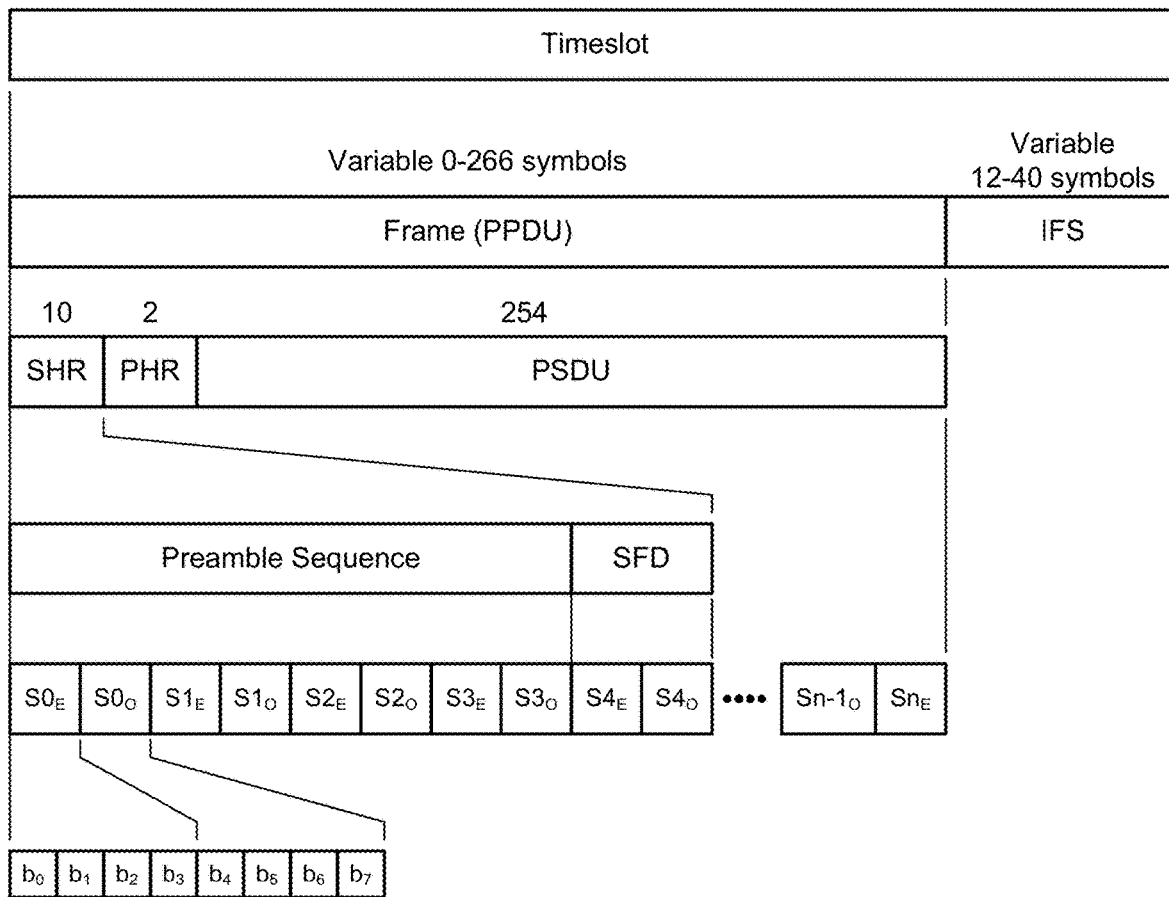 Timeslot
Variable 0-266 symbols
Variable
12-40 symbols
Frame (PPDU) IFS
10 2 254
SHR PHR PSDU
Preamble Sequence SFD
S0E S0O S1E S1O S2E S2O S3E S3O S4E S4O •••• Sn-1O SnE
b0 b1 b2 b3 b4 b5 b6 b7